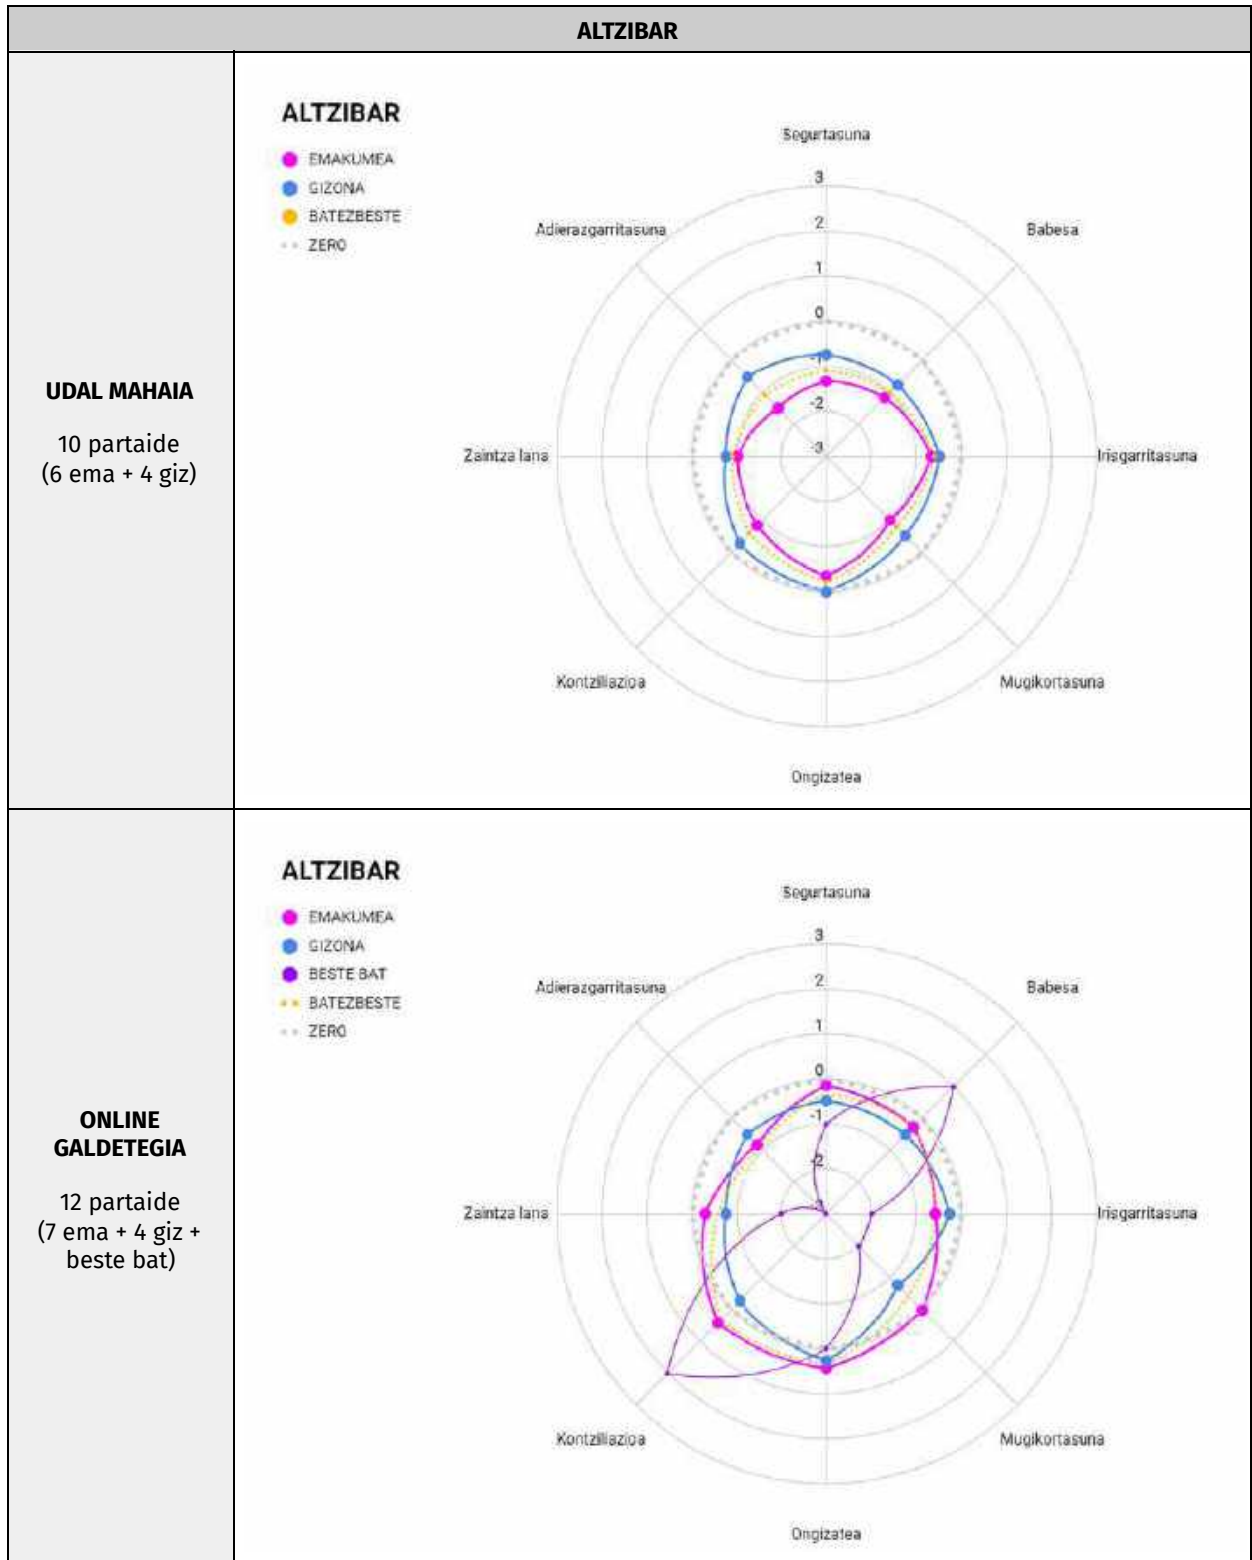 ALTZIBAR
UDAL MAHAIA
10 partaide
(6 ema + 4 giz)
ALTZIBAR
EMAKUMEA
GIZONA
BATEZBESTE
ZERO
Segurtasuna
3
2
1
0
-1
-2
-3
Adierazgarritasuna
Babesa
Zaintza lana
Irisgarritasuna
Kontziliazioa
Mugikortasuna
Ongizatea
ONLINE
GALDETEGIA
12 partaide
(7 ema + 4 giz +
beste bat)
ALTZIBAR
EMAKUMEA
GIZONA
BESTE BAT
BATEZBESTE
ZERO
Segurtasuna
3
2
1
0
-1
-2
Adierazgarritasuna
Babesa
Zaintza lana
Irisgarritasuna
Kontziliazioa
Mugikortasuna
Ongizatea